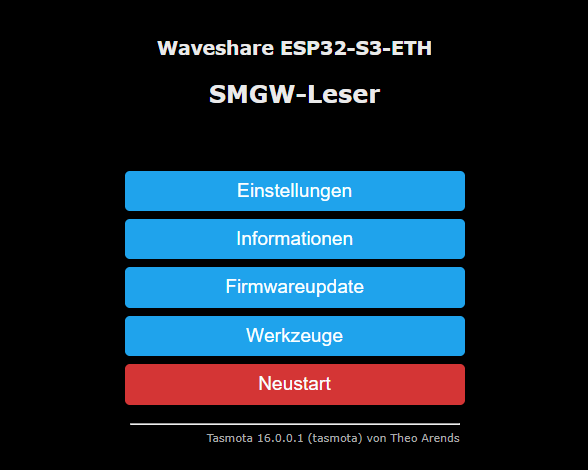 Waveshare ESP32-S3-ETH
SMGW-Leser
Einstellungen
Informationen
Firmwareupdate
Werkzeuge
Neustart
Tasmota 16.0.0.1 (tasmota) von Theo Arends